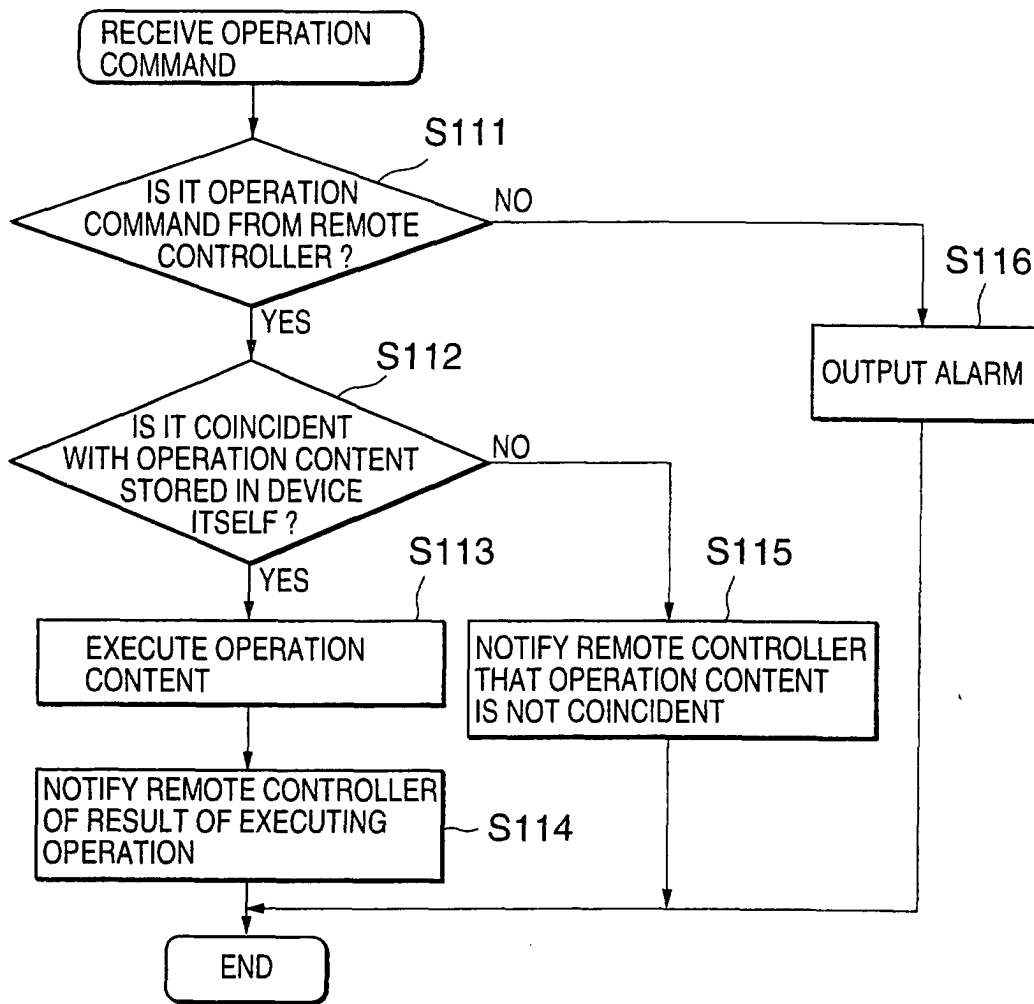 RECEIVE OPERATION
COMMAND
S111
IS IT OPERATION
COMMAND FROM REMOTE
CONTROLLER ?
NO
YES
S116
OUTPUT ALARM
S112
IS IT COINCIDENT
WITH OPERATION CONTENT
STORED IN DEVICE
ITSELF ?
NO
YES
S113
EXECUTE OPERATION
CONTENT
S115
NOTIFY REMOTE CONTROLLER
THAT OPERATION CONTENT
IS NOT COINCIDENT
NOTIFY REMOTE CONTROLLER
OF RESULT OF EXECUTING
OPERATION
S114
END